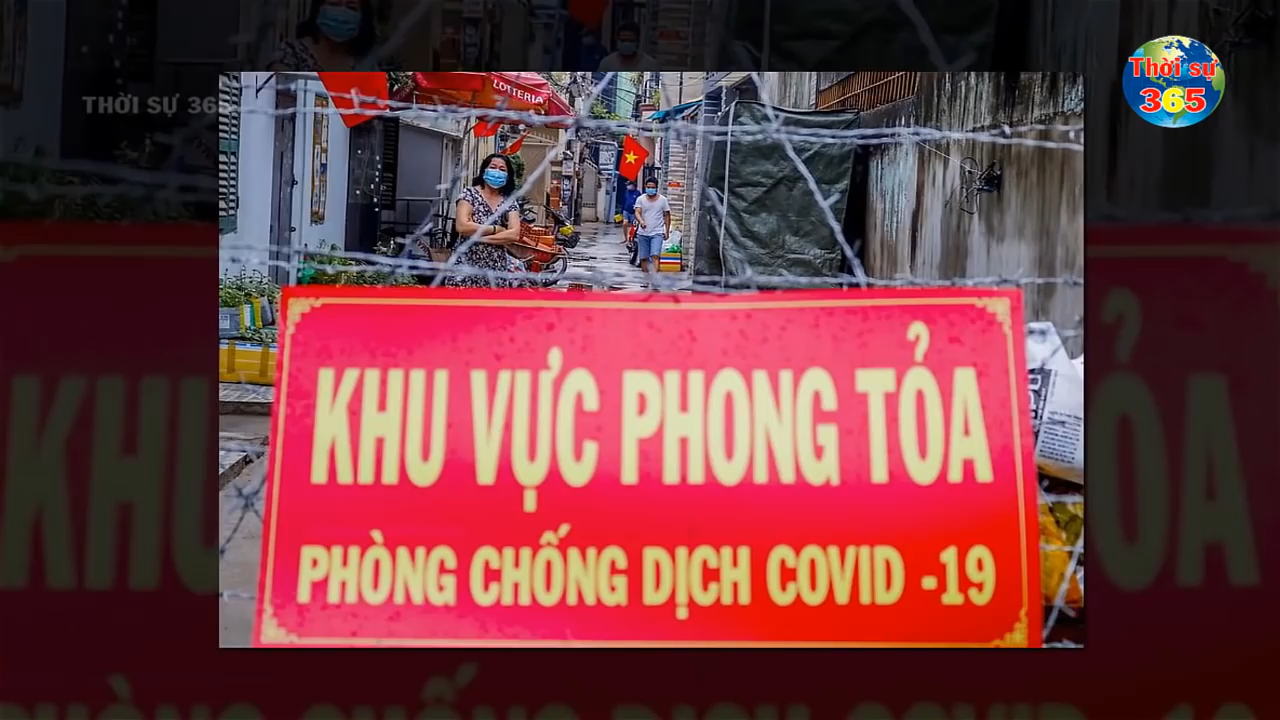 THỜI SỰ 365
Thời sự
365
LOTTERIA
KHU VỰC PHONG TỎA
PHÒNG CHỐNG DỊCH COVID -19